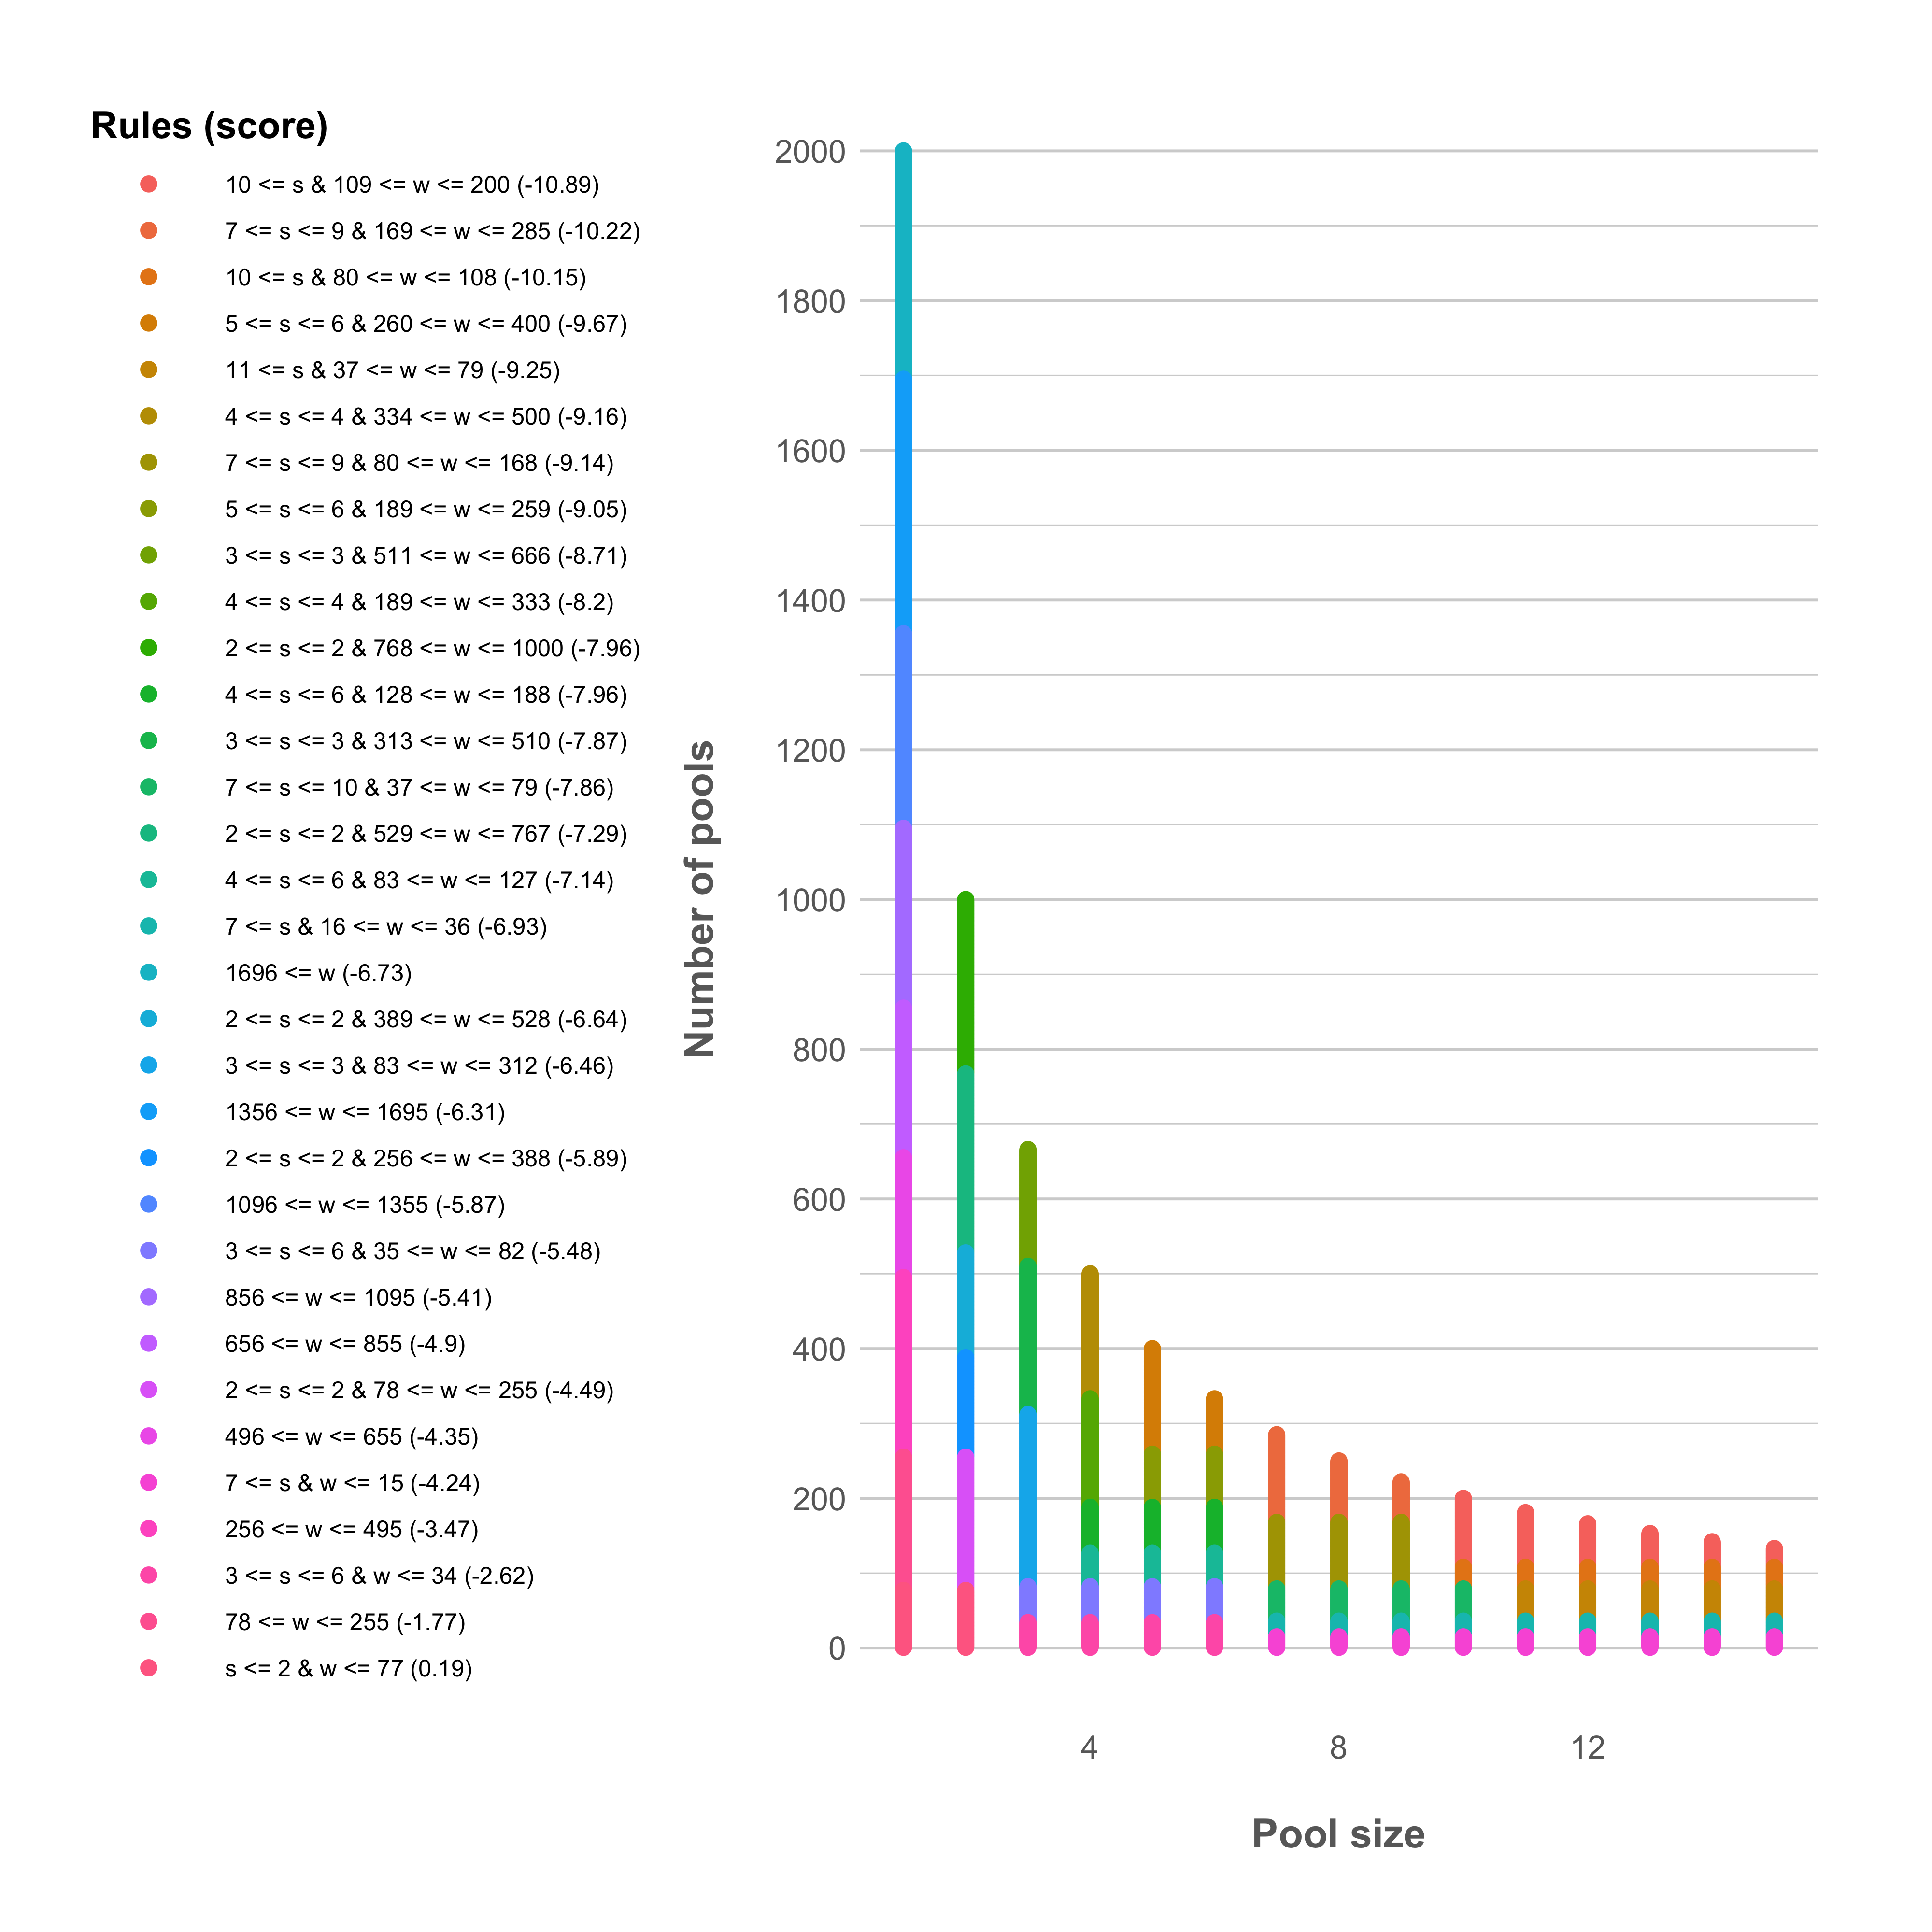 Rules (score)
10 <= s & 109 <= w <= 200 (-10.89)
7 <= s <= 9 & 169 <= w <= 285 (-10.22)
10 <= s & 80 <= w <= 108 (-10.15)
5 <= s <= 6 & 260 <= w <= 400 (-9.67)
11 <= s & 37 <= w <= 79 (-9.25)
4 <= s <= 4 & 334 <= w <= 500 (-9.16)
7 <= s <= 9 & 80 <= w <= 168 (-9.14)
5 <= s <= 6 & 189 <= w <= 259 (-9.05)
3 <= s <= 3 & 511 <= w <= 666 (-8.71)
4 <= s <= 4 & 189 <= w <= 333 (-8.2)
2 <= s <= 2 & 768 <= w <= 1000 (-7.96)
4 <= s <= 6 & 128 <= w <= 188 (-7.96)
3 <= s <= 3 & 313 <= w <= 510 (-7.87)
7 <= s <= 10 & 37 <= w <= 79 (-7.86)
2 <= s <= 2 & 529 <= w <= 767 (-7.29)
4 <= s <= 6 & 83 <= w <= 127 (-7.14)
7 <= s & 16 <= w <= 36 (-6.93)
1696 <= w (-6.73)
2 <= s <= 2 & 389 <= w <= 528 (-6.64)
3 <= s <= 3 & 83 <= w <= 312 (-6.46)
1356 <= w <= 1695 (-6.31)
2 <= s <= 2 & 256 <= w <= 388 (-5.89)
1096 <= w <= 1355 (-5.87)
3 <= s <= 6 & 35 <= w <= 82 (-5.48)
856 <= w <= 1095 (-5.41)
656 <= w <= 855 (-4.9)
2 <= s <= 2 & 78 <= w <= 255 (-4.49)
496 <= w <= 655 (-4.35)
7 <= s & w <= 15 (-4.24)
256 <= w <= 495 (-3.47)
3 <= s <= 6 & w <= 34 (-2.62)
78 <= w <= 255 (-1.77)
s <= 2 & w <= 77 (0.19)
Number of pools
2000
1800
1600
1400
1200
1000
800
600
400
200
0
4 8 12
Pool size